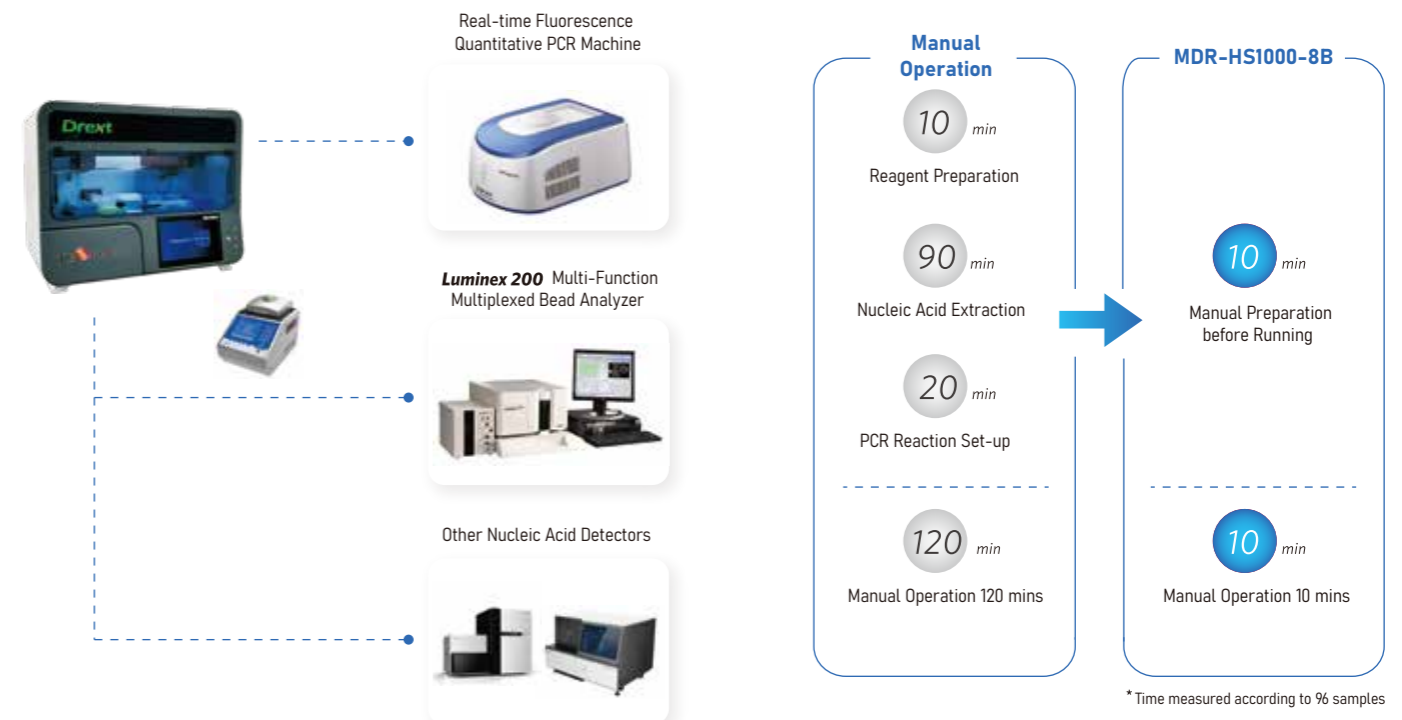 Real-time Fluorescence
Quantitative PCR Machine
Drext
Luminex 200 Multi-Function
Multiplexed Bead Analyzer
Other Nucleic Acid Detectors
Manual
Operation
10 min
Reagent Preparation
90 min
Nucleic Acid Extraction
20 min
PCR Reaction Set-up
120 min
Manual Operation 120 mins
MDR-HS1000-8B
10 min
Manual Preparation
before Running
10 min
Manual Operation 10 mins
* Time measured according to 96 samples